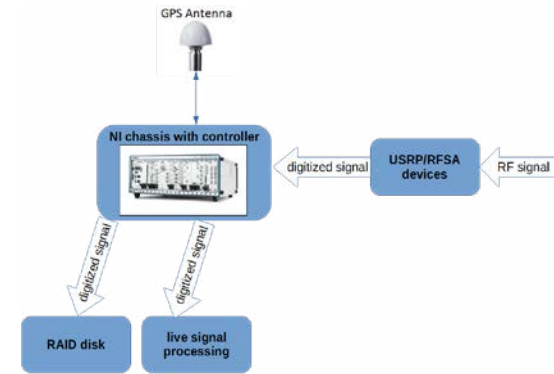 GPS Antenna
NI chassis with controller
digitized signal
USRP/RFSA
devices
RF signal
digitized signal
digitized signal
RAID disk
live signal
processing